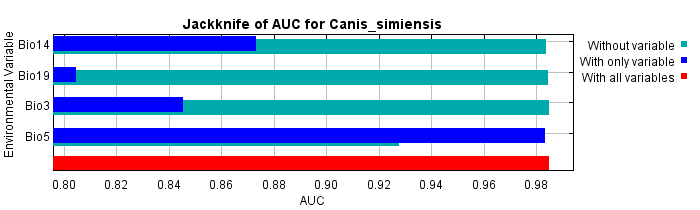 Jackknife of AUC for Canis_simiensis
Environmental Variable
Bio14
Bio19
Bio3
Bio5
0.80 0.82 0.84 0.86 0.88 0.90 0.92 0.94 0.96 0.98
AUC
Without variable
With only variable
With all variables